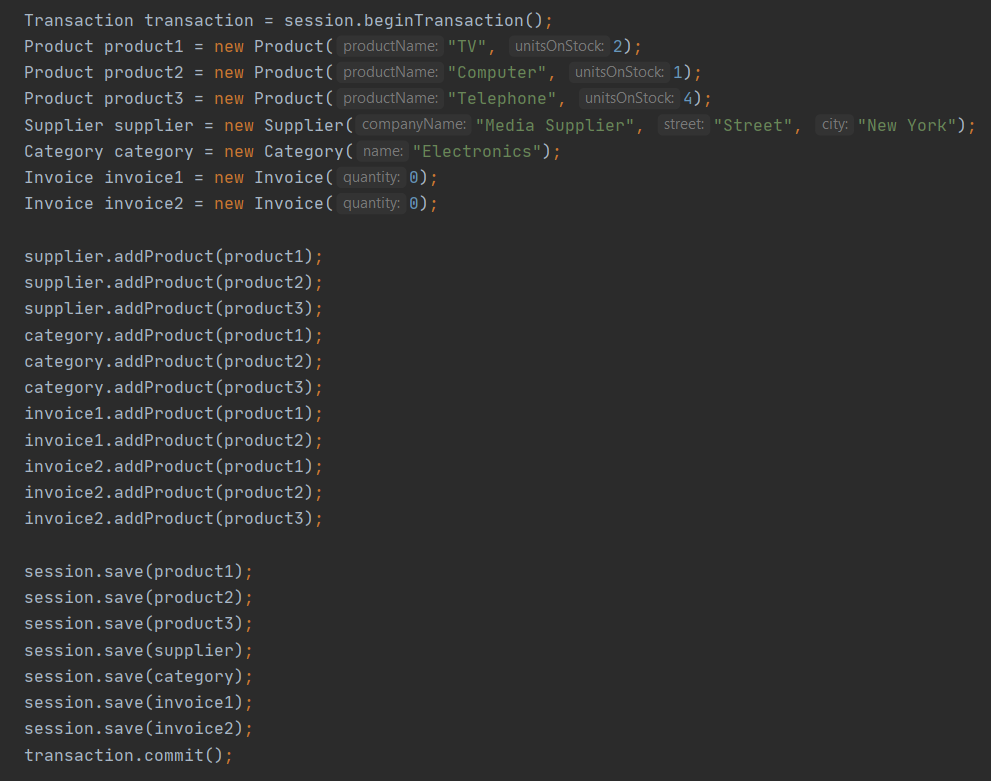 Transaction transaction = session.beginTransaction();
Product product1 = new Product( productName: "TV", unitsOnStock: 2);
Product product2 = new Product( productName: "Computer", unitsOnStock: 1);
Product product3 = new Product( productName: "Telephone", unitsOnStock: 4);
Supplier supplier = new Supplier( companyName: "Media Supplier", street: "Street", city: "New York");
Category category = new Category( name: "Electronics");
Invoice invoice1 = new Invoice( quantity: 0);
Invoice invoice2 = new Invoice( quantity: 0);
supplier.addProduct(product1);
supplier.addProduct(product2);
supplier.addProduct(product3);
category.addProduct(product1);
category.addProduct(product2);
category.addProduct(product3);
invoice1.addProduct(product1);
invoice1.addProduct(product2);
invoice2.addProduct(product1);
invoice2.addProduct(product2);
invoice2.addProduct(product3);
session.save(product1);
session.save(product2);
session.save(product3);
session.save(supplier);
session.save(category);
session.save(invoice1);
session.save(invoice2);
transaction.commit();